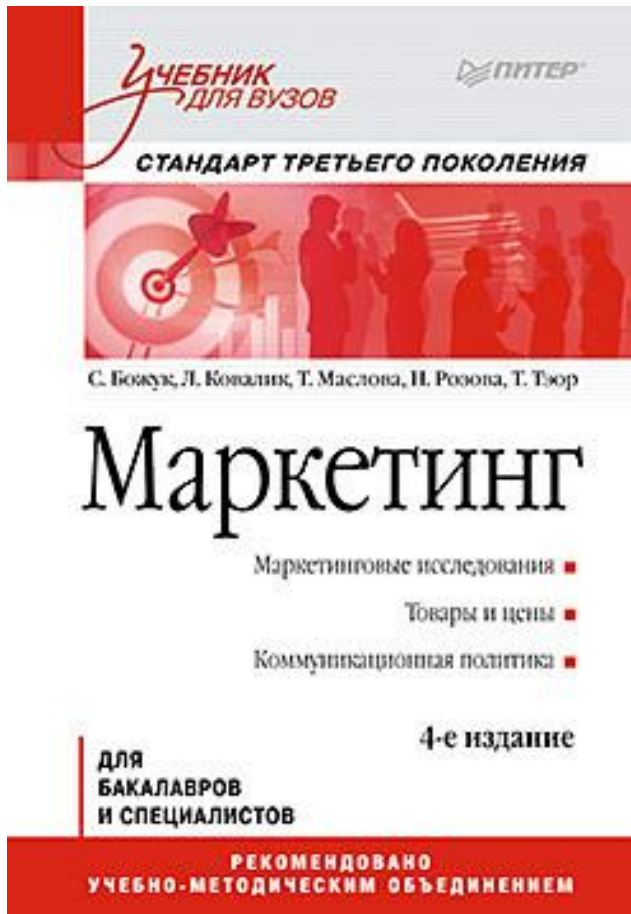 УЧЕБНИК
ДЛЯ ВУЗОВ
ПИТЕР®
СТАНДАРТ ТРЕТЬЕГО ПОКОЛЕНИЯ
С. Божук, Л. Ковалик, Т. Маслова, Н. Розова, Т. Тэор
Маркетинг
Маркетинговые исследования
Товары и цены
Коммуникационная политика
4-е издание
ДЛЯ
БАКАЛАВРОВ
И СПЕЦИАЛИСТОВ
РЕКОМЕНДОВАНО
УЧЕБНО-МЕТОДИЧЕСКИМ ОБЪЕДИНЕНИЕМ